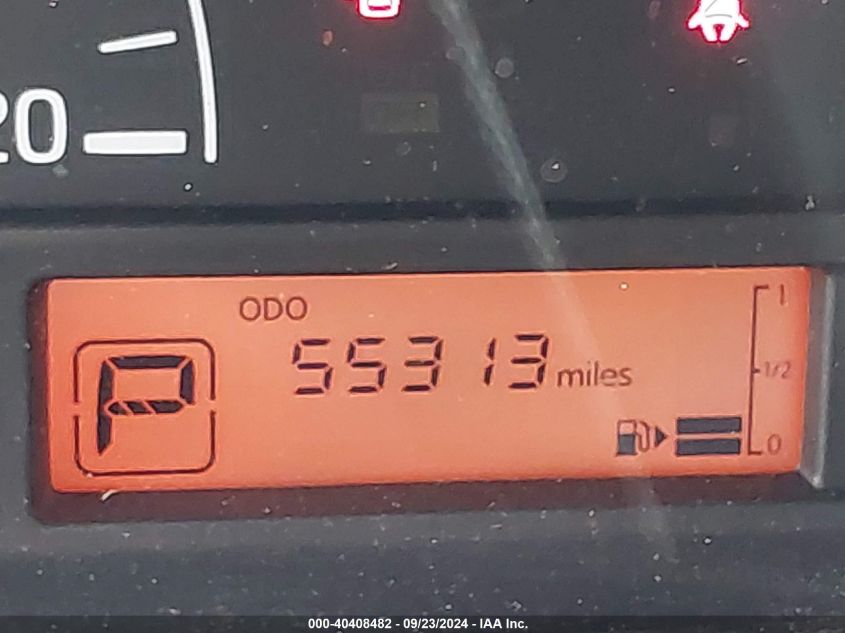 20
ODO
P
55313 miles
1
1/2
0
000-40408482 - 09/23/2024 - IAA Inc.